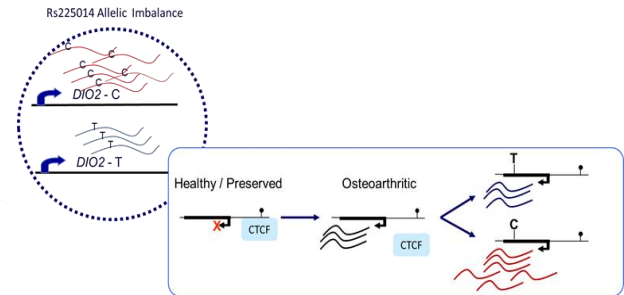 Rs225014 Allelic Imbalance
C
C
C
C
C
C
DIO2 - C
T
T
T
DIO2 - T
Healthy / Preserved
Osteoarthritic
X
CTCF
CTCF
T
C